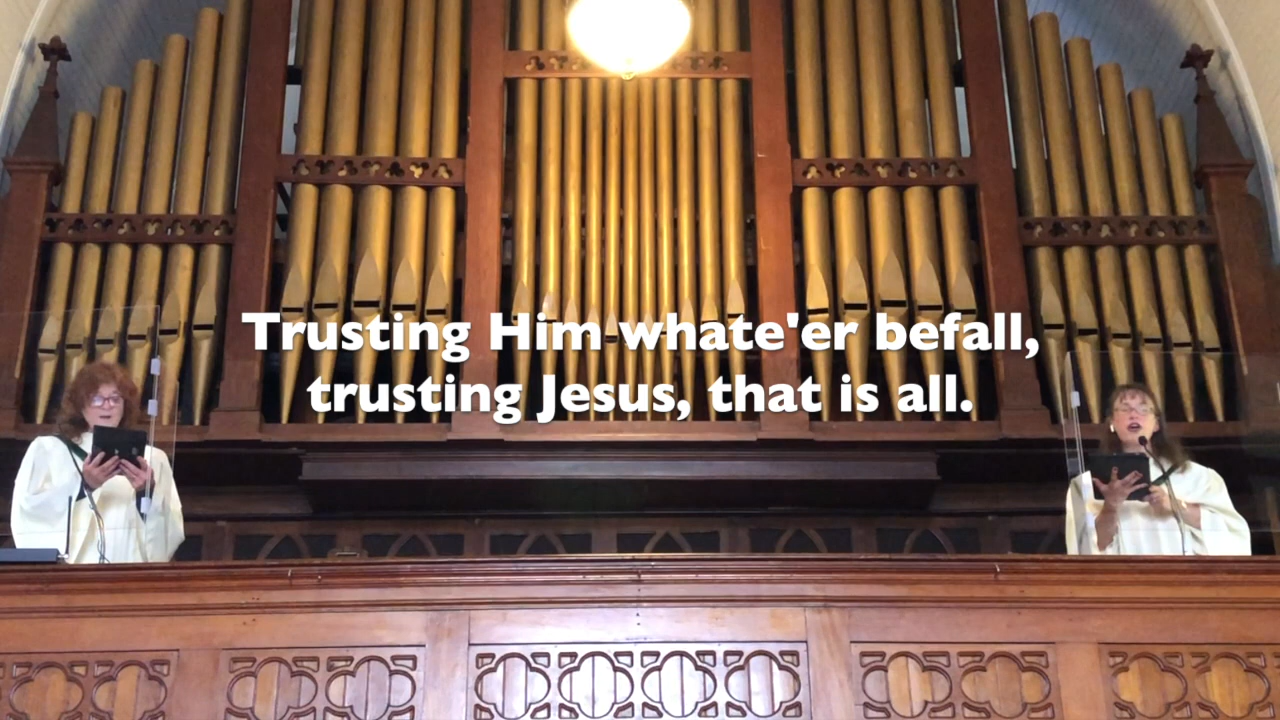 Trusting Him whate'er befall,
trusting Jesus, that is all.